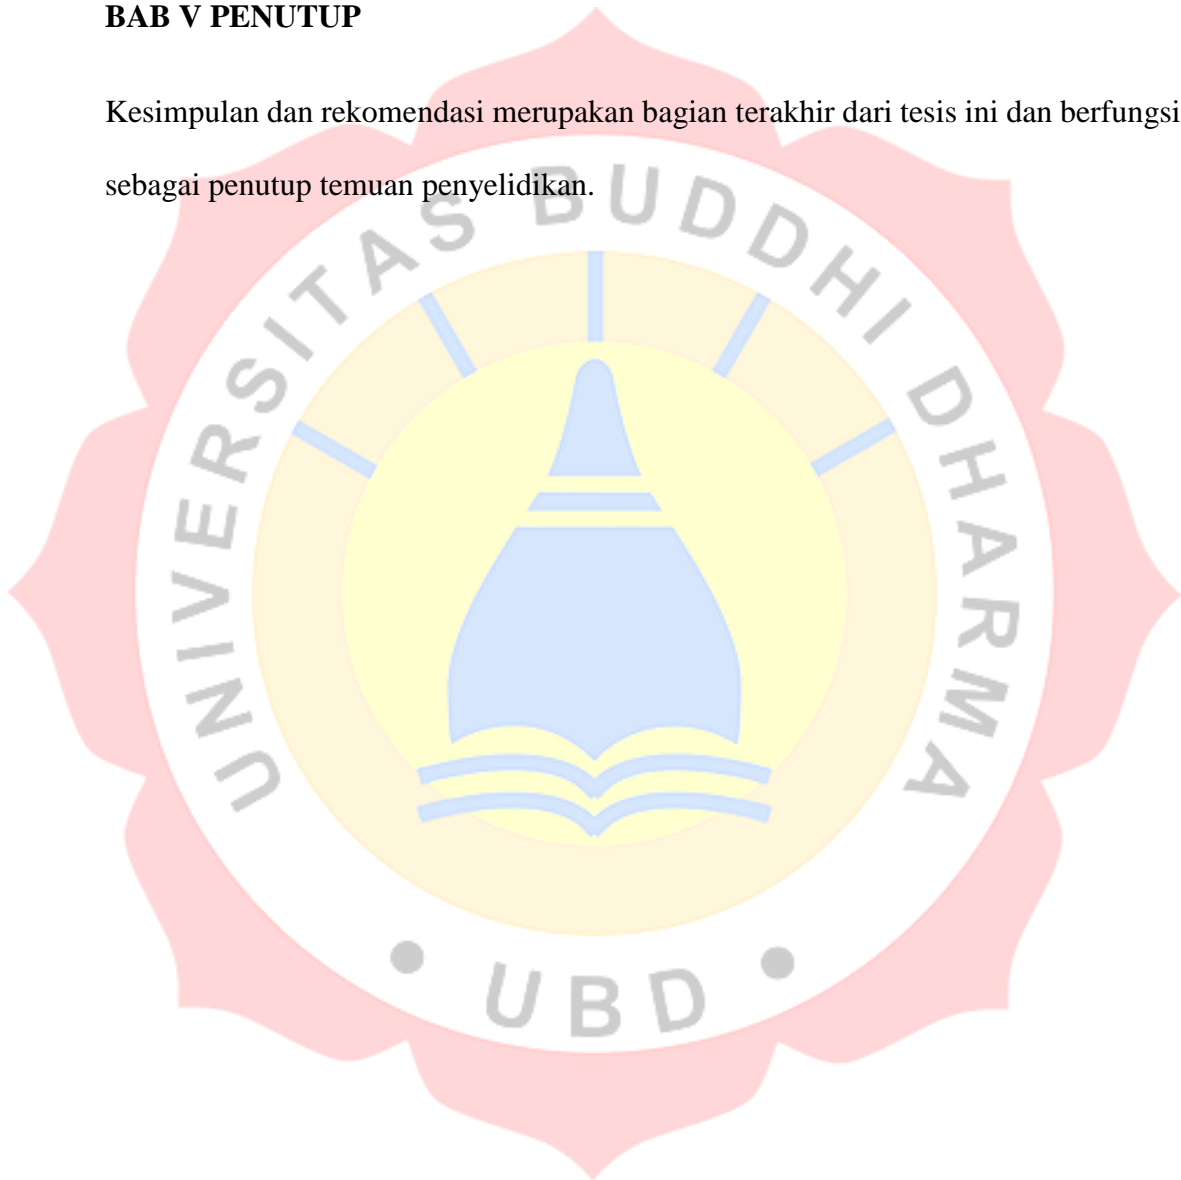 BAB V PENUTUP
Kesimpulan dan rekomendasi merupakan bagian terakhir dari tesis ini dan berfungsi
sebagai penutup temuan penyelidikan.
UNIVERSITAS BUDDHI DHARMA
• UBD •